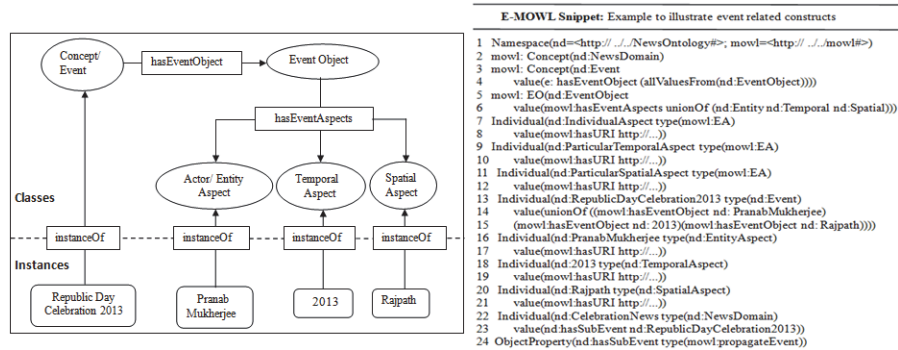 Concept/
Event
hasEventObject
Event Object
hasEventAspects
Actor/ Entity
Aspect
Temporal
Aspect
Spatial
Aspect
Classes
instanceOf
instanceOf
instanceOf
instanceOf
Instances
Republic Day
Celebration 2013
Pranab
Mukherjee
2013
Rajpath
E-MOWL Snippet: Example to illustrate event related constructs
1 Namespace(nd=<http:// ../../NewsOntology#>; mowl=<http:// ../../mowl#>)
2 mowl: Concept(nd:NewsDomain)
3 mowl: Concept(nd:Event
4 value(e: hasEventObject (allValuesFrom(nd:EventObject))))
5 mowl: EO(nd:EventObject
6 value(mowl:hasEventAspects unionOf (nd:Entity nd:Temporal nd:Spatial)))
7 Individual(nd:IndividualAspect type(mowl:EA)
8 value(mowl:hasURI http://...))
9 Individual(nd:ParticularTemporalAspect type(mowl:EA)
10 value(mowl:hasURI http://...))
11 Individual(nd:ParticularSpatialAspect type(mowl:EA)
12 value(mowl:hasURI http://...))
13 Individual(nd:RepublicDayCelebration2013 type(nd:Event)
14 value(unionOf ((mowl:hasEventObject nd: PranabMukherjee)
15 (mowl:hasEventObject nd: 2013)(mowl:hasEventObject nd: Rajpath))))
16 Individual(nd:PranabMukherjee type(nd:EntityAspect)
17 value(mowl:hasURI http://...))
18 Individual(nd:2013 type(nd:TemporalAspect)
19 value(mowl:hasURI http://...))
20 Individual(nd:Rajpath type(nd:SpatialAspect)
21 value(mowl:hasURI http://...))
22 Individual(nd:CelebrationNews type(nd:NewsDomain)
23 value(nd:hasSubEvent nd:RepublicDayCelebration2013))
24 ObjectProperty(nd:hasSubEvent type(mowl:propagateEvent))